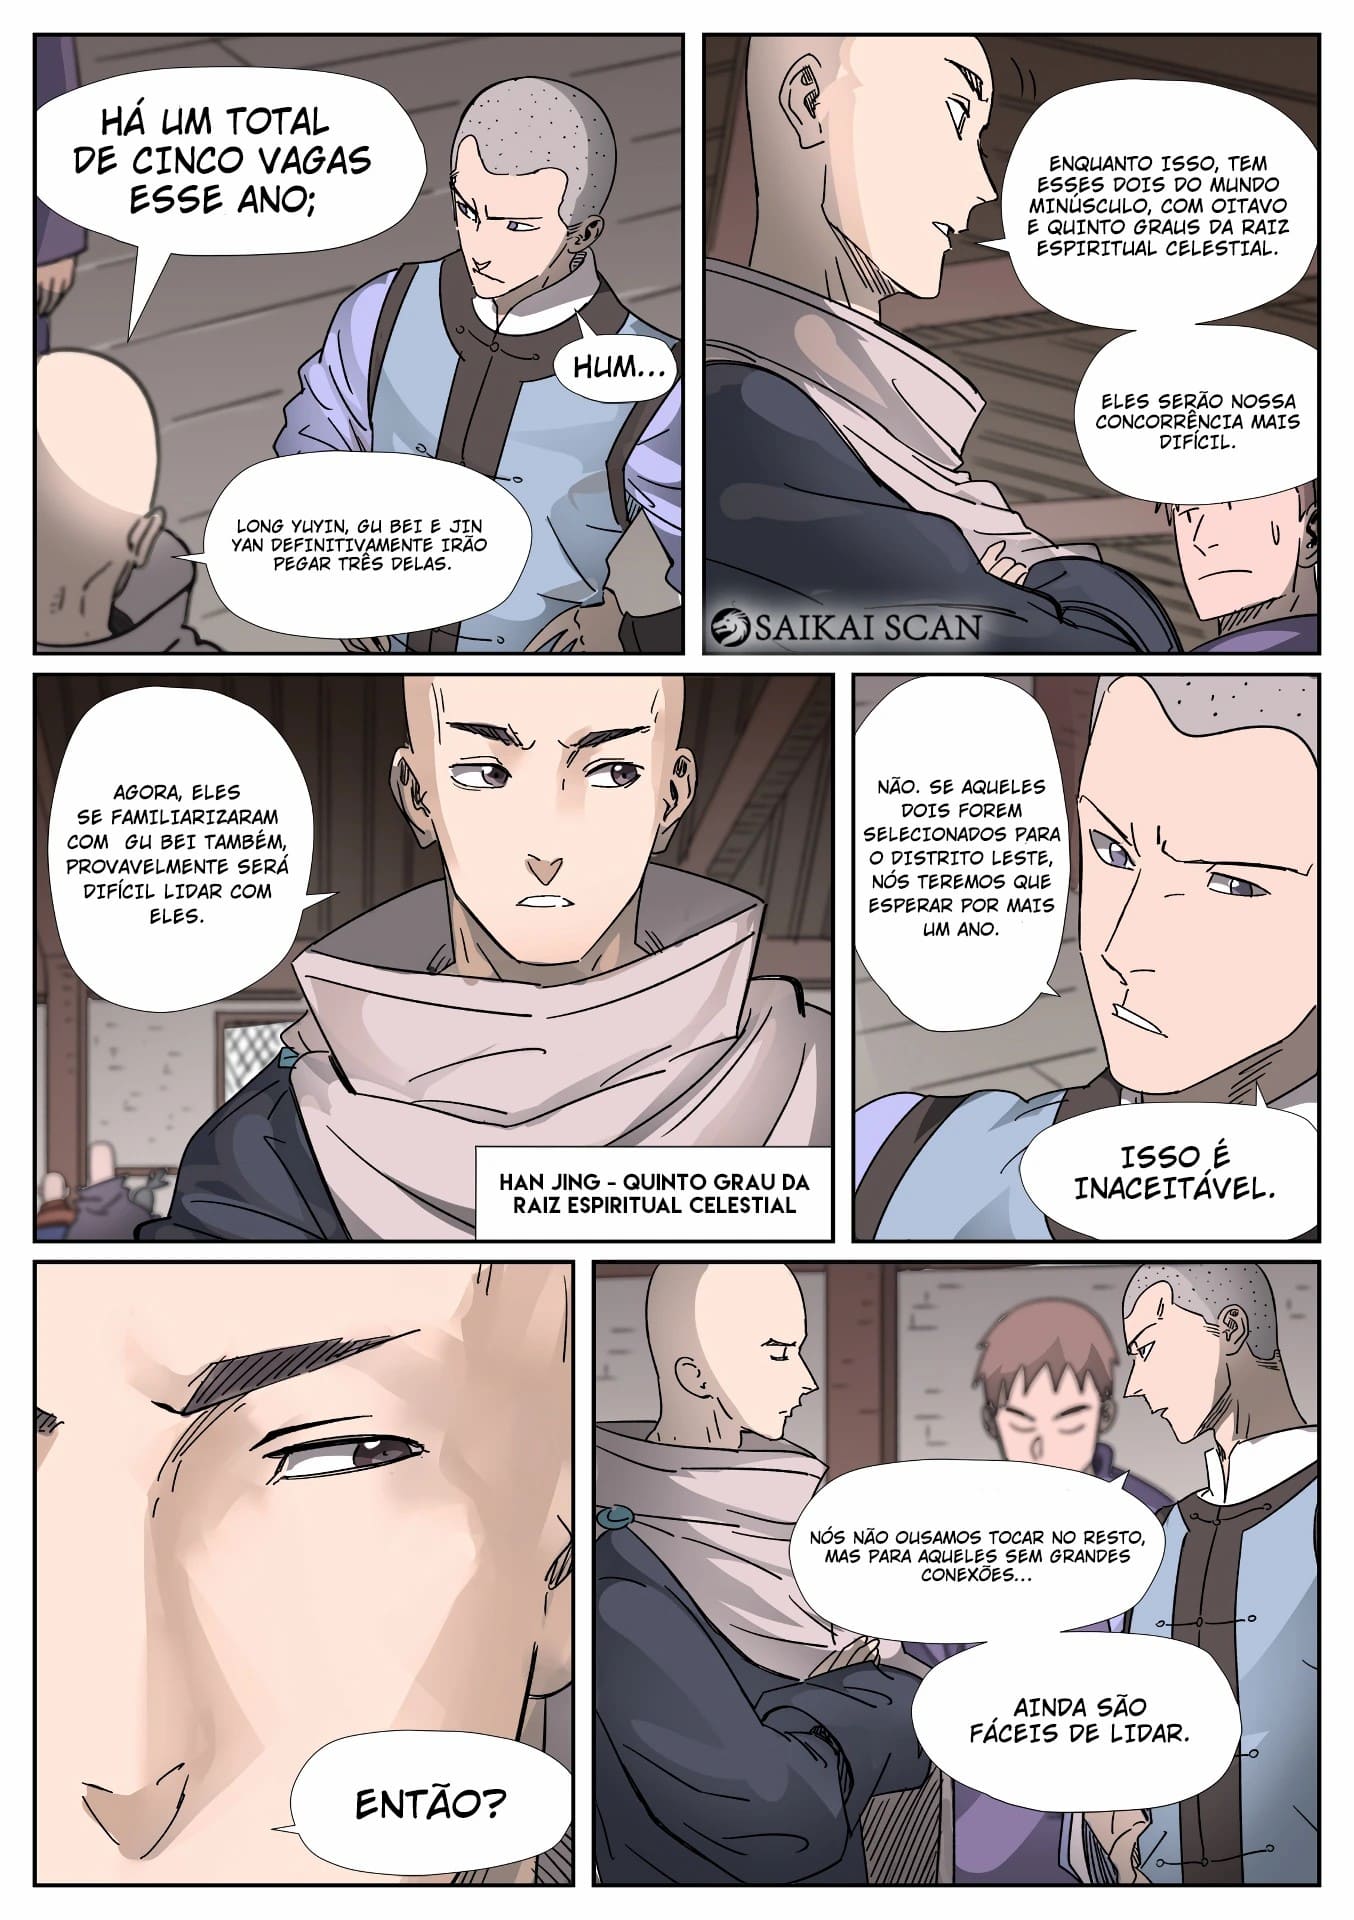 HÁ UM TOTAL
DE CINCO VAGAS
ESSE ANO;
HUM...
LONG YUYIN, GU BEI E JIN
YAN DEFINITIVAMENTE IRÃO
PEGAR TRÊS DELAS.
ENQUANTO ISSO, TEM
ESSES DOIS DO MUNDO
MINÚSCULO, COM OITAVO
E QUINTO GRAUS DA RAIZ
ESPIRITUAL CELESTIAL.
ELES SERÃO NOSSA
CONCORRÊNCIA MAIS
DIFÍCIL.
SAIKAI SCAN
AGORA, ELES
SE FAMILIARIZARAM
COM GU BEI TAMBÉM,
PROVAVELMENTE SERÁ
DIFÍCIL LIDAR COM
ELES.
HAN JING - QUINTO GRAU DA
RAIZ ESPIRITUAL CELESTIAL
NÃO. SE AQUELES
DOIS FOREM
SELECIONADOS PARA
O DISTRITO LESTE,
NÓS TEREMOS QUE
ESPERAR POR MAIS
UM ANO.
ISSO É
INACEITÁVEL.
ENTÃO?
NÓS NÃO OUSAMOS TOCAR NO RESTO,
MAS PARA AQUELES SEM GRANDES
CONEXÕES...
AINDA SÃO
FÁCEIS DE LIDAR.